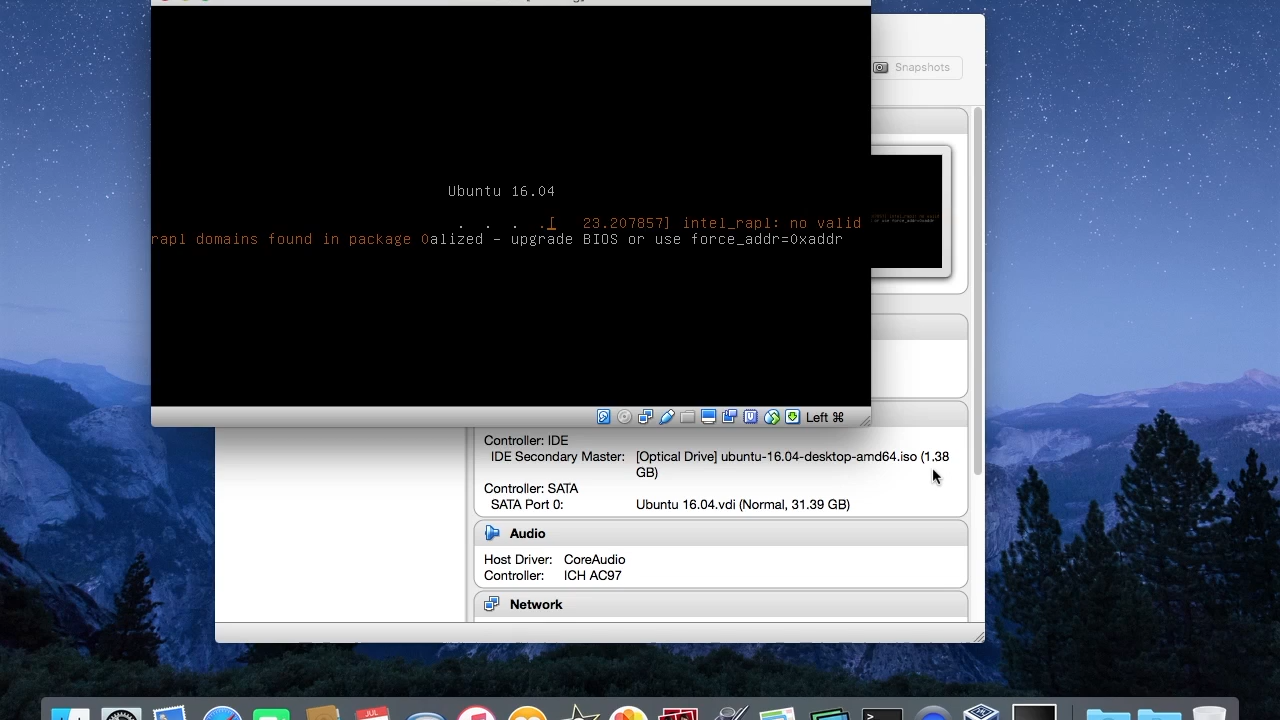 Snapshots
Ubuntu 16.04
. . . .[ 23.207857] intel_rapl: no valid
rapl domains found in package 0alized - upgrade BIOS or use force_addr=0xaddr
Left ⌘
Controller: IDE
IDE Secondary Master: [Optical Drive] ubuntu-16.04-desktop-amd64.iso (1.38
GB)
Controller: SATA
SATA Port 0: Ubuntu 16.04.vdi (Normal, 31.39 GB)
Audio
Host Driver: CoreAudio
Controller: ICH AC97
Network
JUL